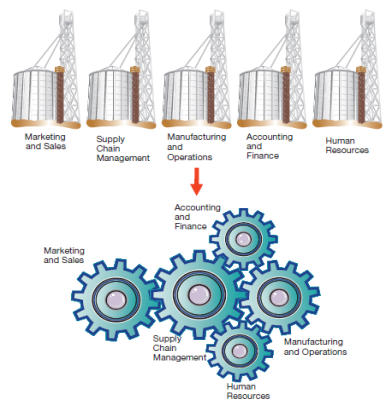 Marketing
and Sales
Supply
Chain
Management
Manufacturing
and
Operations
Accounting
and
Finance
Human
Resources
Accounting
and
Finance
Marketing
and Sales
Supply
Chain
Management
Manufacturing
and Operations
Human
Resources